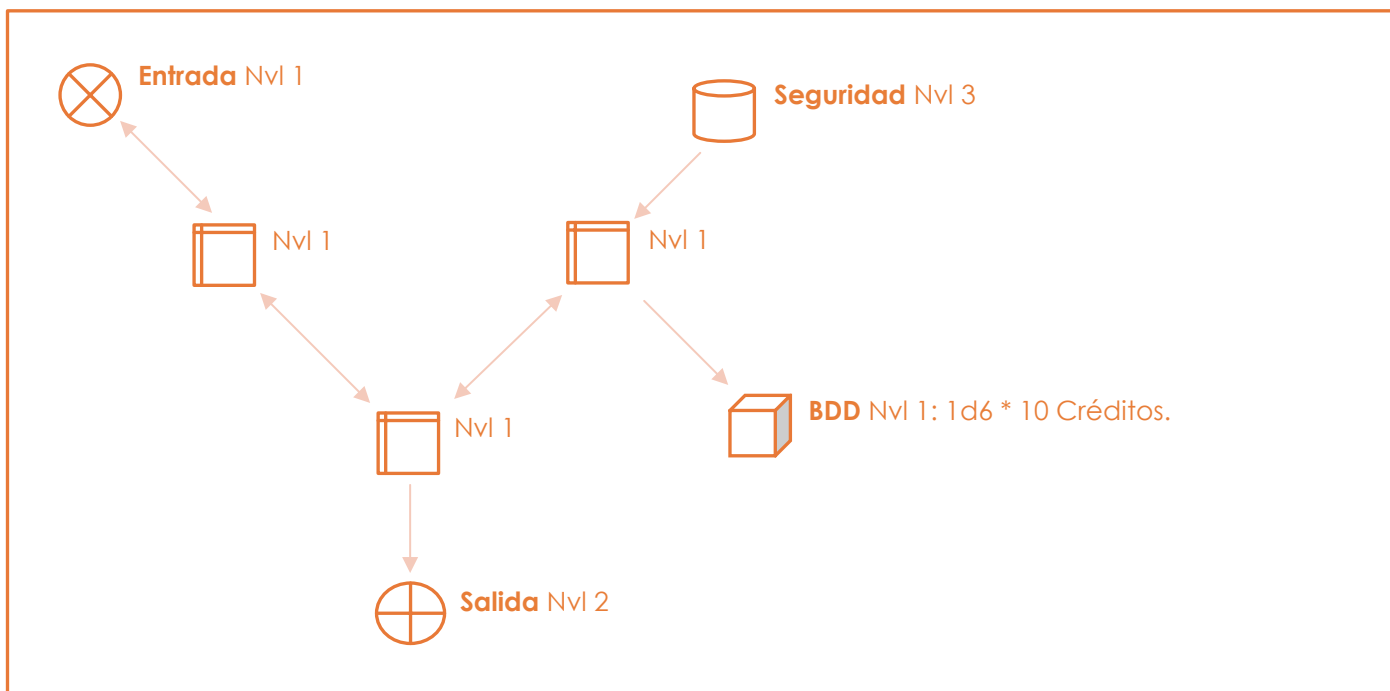 Entrada Nvl 1
Seguridad Nvl 3
Nvl 1
Nvl 1
Nvl 1
BDD Nvl 1: 1d6 * 10 Créditos.
Salida Nvl 2